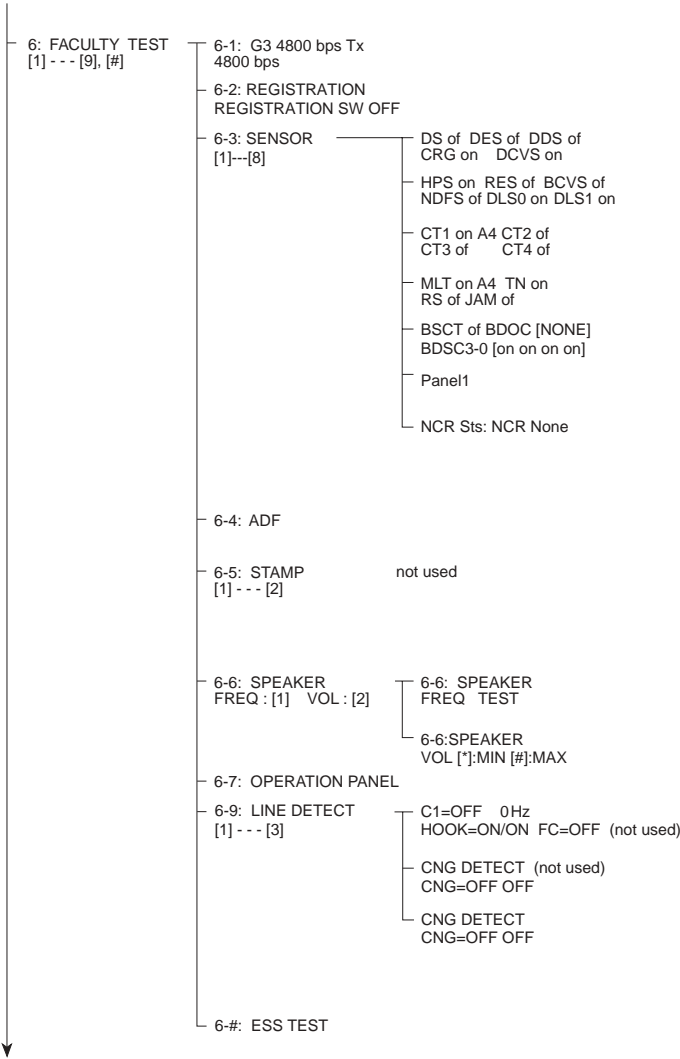 6: FACULTY TEST
[1] - - - [9], [#]
6-1: G3 4800 bps Tx
4800 bps
6-2: REGISTRATION
REGISTRATION SW OFF
6-3: SENSOR
[1]---[8]
DS of DES of DDS of
CRG on DCVS on
HPS on RES of BCVS of
NDFS of DLS0 on DLS1 on
CT1 on A4 CT2 of
CT3 of CT4 of
MLT on A4 TN on
RS of JAM of
BSCT of BDOC [NONE]
BDSC3-0 [on on on on]
Panel1
NCR Sts: NCR None
6-4: ADF
6-5: STAMP not used
[1] - - - [2]
6-6: SPEAKER
FREQ : [1] VOL : [2]
6-6: SPEAKER
FREQ TEST
6-6:SPEAKER
VOL [*]:MIN [#]:MAX
6-7: OPERATION PANEL
6-9: LINE DETECT
[1] - - - [3]
C1=OFF 0Hz
HOOK=ON/ON FC=OFF (not used)
CNG DETECT (not used)
CNG=OFF OFF
CNG DETECT
CNG=OFF OFF
6-#: ESS TEST